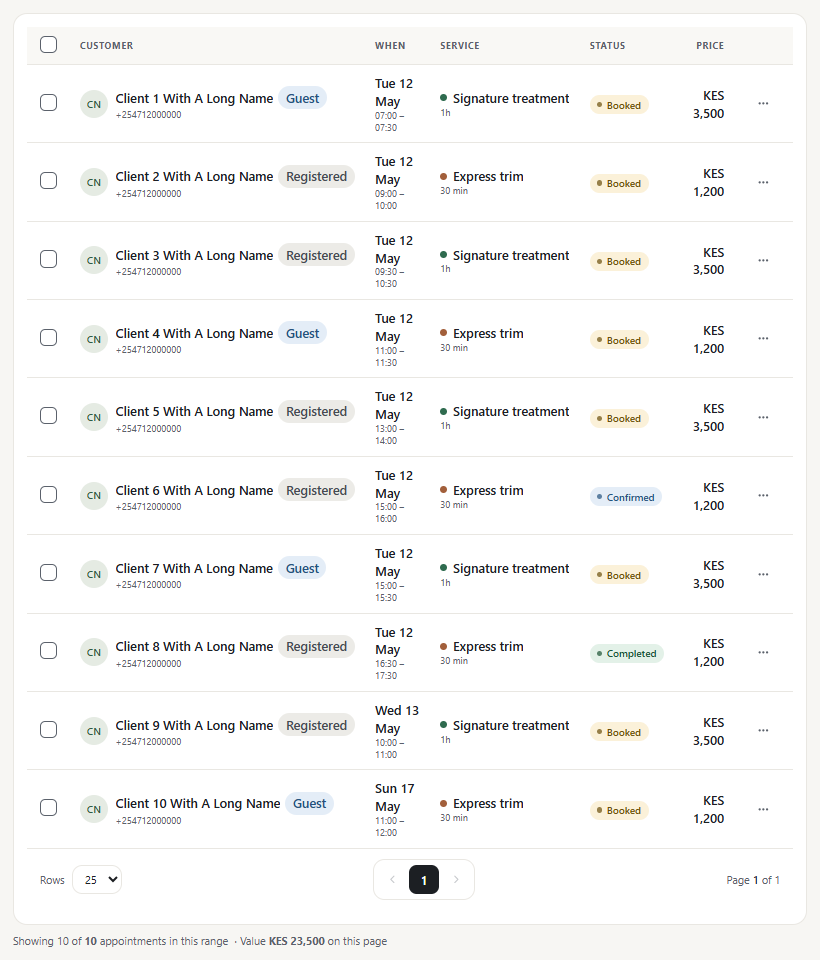 CUSTOMER WHEN SERVICE STATUS PRICE
CN Client 1 With A Long Name Guest +254712000000 Tue 12 May 07:00 – 07:30 Signature treatment 1h Booked KES 3,500 ...
CN Client 2 With A Long Name Registered +254712000000 Tue 12 May 09:00 – 10:00 Express trim 30 min Booked KES 1,200 ...
CN Client 3 With A Long Name Registered +254712000000 Tue 12 May 09:30 – 10:30 Signature treatment 1h Booked KES 3,500 ...
CN Client 4 With A Long Name Guest +254712000000 Tue 12 May 11:00 – 11:30 Express trim 30 min Booked KES 1,200 ...
CN Client 5 With A Long Name Registered +254712000000 Tue 12 May 13:00 – 14:00 Signature treatment 1h Booked KES 3,500 ...
CN Client 6 With A Long Name Registered +254712000000 Tue 12 May 15:00 – 16:00 Express trim 30 min Confirmed KES 1,200 ...
CN Client 7 With A Long Name Guest +254712000000 Tue 12 May 15:00 – 15:30 Signature treatment 1h Booked KES 3,500 ...
CN Client 8 With A Long Name Registered +254712000000 Tue 12 May 16:30 – 17:30 Express trim 30 min Completed KES 1,200 ...
CN Client 9 With A Long Name Registered +254712000000 Wed 13 May 10:00 – 11:00 Signature treatment 1h Booked KES 3,500 ...
CN Client 10 With A Long Name Guest +254712000000 Sun 17 May 11:00 – 12:00 Express trim 30 min Booked KES 1,200 ...
Rows 25 ‹ 1 › Page 1 of 1
Showing 10 of 10 appointments in this range · Value KES 23,500 on this page